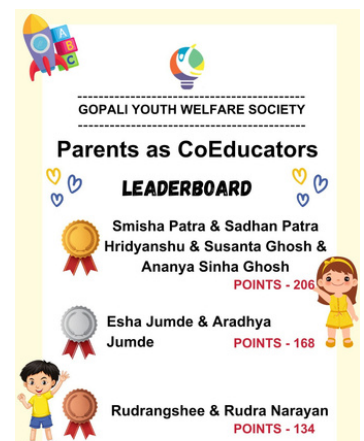 A B C
GOPALI YOUTH WELFARE SOCIETY
Parents as CoEducators
LEADERBOARD
Smisha Patra & Sadhan Patra
Hridyanshu & Susanta Ghosh &
Ananya Sinha Ghosh
POINTS - 206
Esha Jumde & Aradhya
Jumde
POINTS - 168
Rudrangshee & Rudra Narayan
POINTS - 134